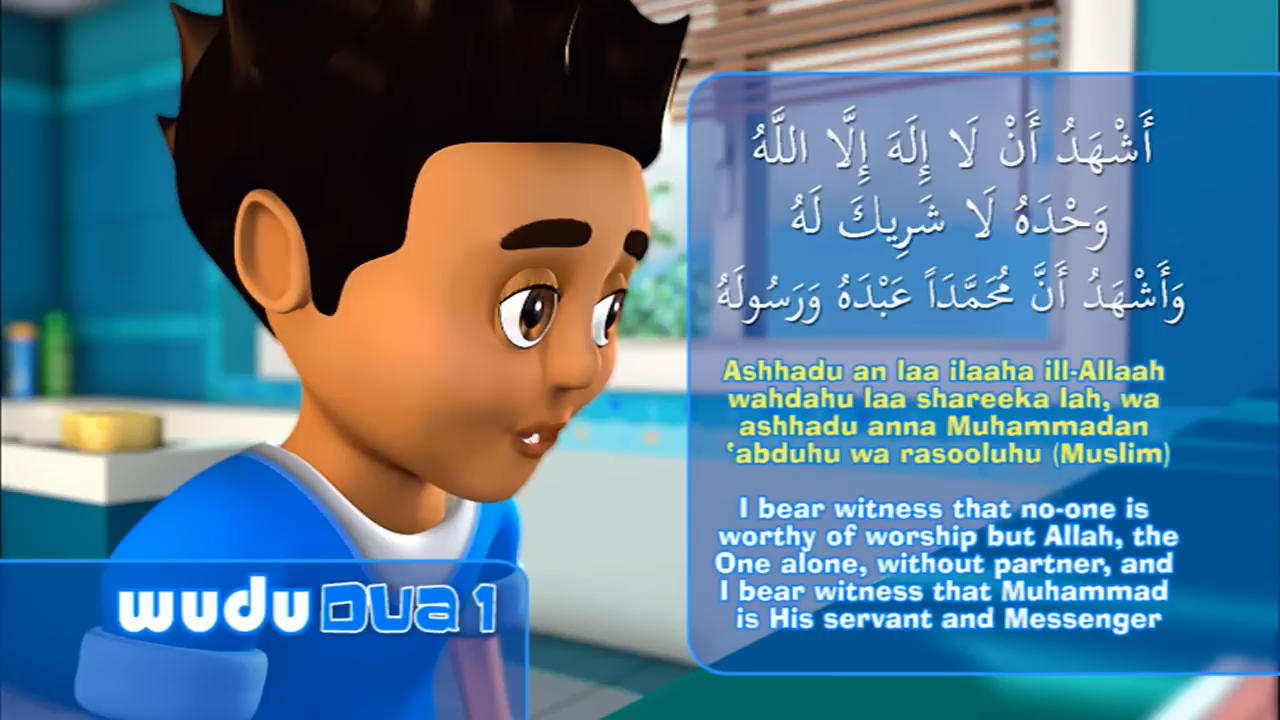 أَشْهَدُ أَنْ لَا إِلَهَ إِلَّا اللَّهُ
وَحْدَهُ لَا شَرِيكَ لَهُ
وَأَشْهَدُ أَنَّ مُحَمَّدَاً عَبْدَهُ وَرَسُولَهُ
Ashhadu an laa ilaaha ill-Allaah
wahdahu laa shareeka lah, wa
ashhadu anna Muhammadan
‘abduhu wa rasooluhu (Muslim)
I bear witness that no-one is
worthy of worship but Allah, the
One alone, without partner, and
I bear witness that Muhammad
is His servant and Messenger
wudu Dua 1